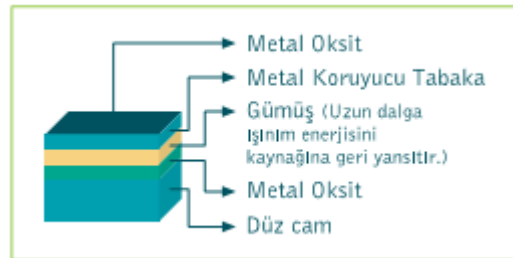 Metal Oksit
Metal Koruyucu Tabaka
Gümüş (Uzun dalga
ışınım enerjisini
kaynağına geri yansıtır.)
Metal Oksit
Düz cam